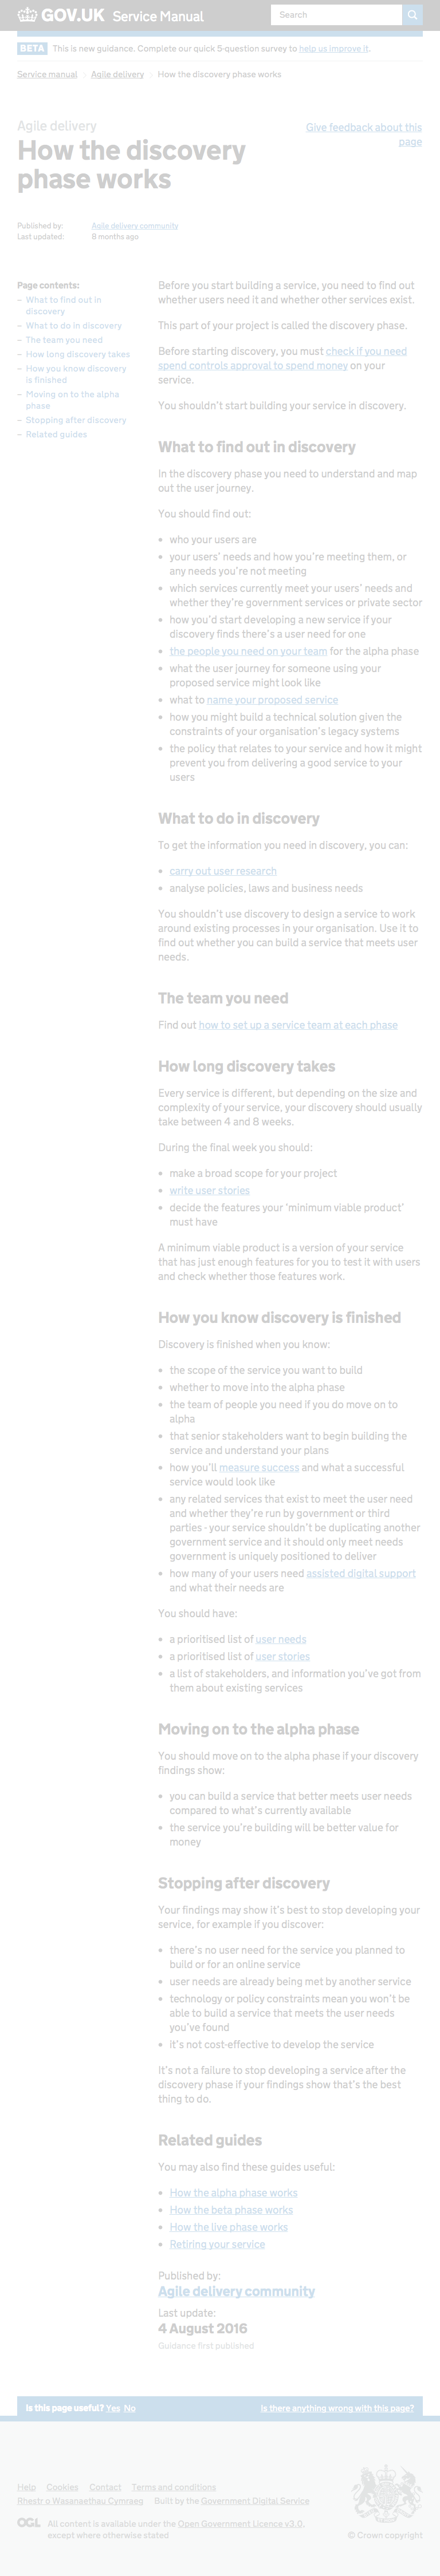 GOV.UK Service Manual Search
BETA This is new guidance. Complete our quick 5-question survey to help us improve it.
Service manual Agile delivery How the discovery phase works
Agile delivery
How the discovery
phase works
Give feedback about this
page
Published by: Agile delivery community
Last updated: 8 months ago
Page contents:
– What to find out in
discovery
– What to do in discovery
– The team you need
– How long discovery takes
– How you know discovery
is finished
– Moving on to the alpha
phase
– Stopping after discovery
– Related guides
Before you start building a service, you need to find out
whether users need it and whether other services exist.
This part of your project is called the discovery phase.
Before starting discovery, you must check if you need
spend controls approval to spend money on your
service.
You shouldn't start building your service in discovery.
What to find out in discovery
In the discovery phase you need to understand and map
out the user journey.
You should find out:
• who your users are
• your users' needs and how you're meeting them, or
any needs you're not meeting
• which services currently meet your users' needs and
whether they're government services or private sector
• how you'd start developing a new service if your
discovery finds there's a user need for one
• the people you need on your team for the alpha phase
• what the user journey for someone using your
proposed service might look like
• what to name your proposed service
• how you might build a technical solution given the
constraints of your organisation's legacy systems
• the policy that relates to your service and how it might
prevent you from delivering a good service to your
users
What to do in discovery
To get the information you need in discovery, you can:
• carry out user research
• analyse policies, laws and business needs
You shouldn't use discovery to design a service to work
around existing processes in your organisation. Use it to
find out whether you can build a service that meets user
needs.
The team you need
Find out how to set up a service team at each phase
How long discovery takes
Every service is different, but depending on the size and
complexity of your service, your discovery should usually
take between 4 and 8 weeks.
During the final week you should:
• make a broad scope for your project
• write user stories
• decide the features your 'minimum viable product'
must have
A minimum viable product is a version of your service
that has just enough features for you to test it with users
and check whether those features work.
How you know discovery is finished
Discovery is finished when you know:
• the scope of the service you want to build
• whether to move into the alpha phase
• the team of people you need if you do move on to
alpha
• that senior stakeholders want to begin building the
service and understand your plans
• how you'll measure success and what a successful
service would look like
• any related services that exist to meet the user need
and whether they're run by government or third
parties - your service shouldn't be duplicating another
government service and it should only meet needs
government is uniquely positioned to deliver
• how many of your users need assisted digital support
and what their needs are
You should have:
• a prioritised list of user needs
• a prioritised list of user stories
• a list of stakeholders, and information you've got from
them about existing services
Moving on to the alpha phase
You should move on to the alpha phase if your discovery
findings show:
• you can build a service that better meets user needs
compared to what's currently available
• the service you're building will be better value for
money
Stopping after discovery
Your findings may show it's best to stop developing your
service, for example if you discover:
• there's no user need for the service you planned to
build or for an online service
• user needs are already being met by another service
• technology or policy constraints mean you won't be
able to build a service that meets the user needs
you've found
• it's not cost-effective to develop the service
It's not a failure to stop developing a service after the
discovery phase if your findings show that's the best
thing to do.
Related guides
You may also find these guides useful:
• How the alpha phase works
• How the beta phase works
• How the live phase works
• Retiring your service
Published by:
Agile delivery community
Last update:
4 August 2016
Guidance first published
Is this page useful? Yes No Is there anything wrong with this page?
Help Cookies Contact Terms and conditions
Rhestr o Wasanaethau Cymraeg Built by the Government Digital Service
OGL All content is available under the Open Government Licence v3.0,
except where otherwise stated
© Crown copyright